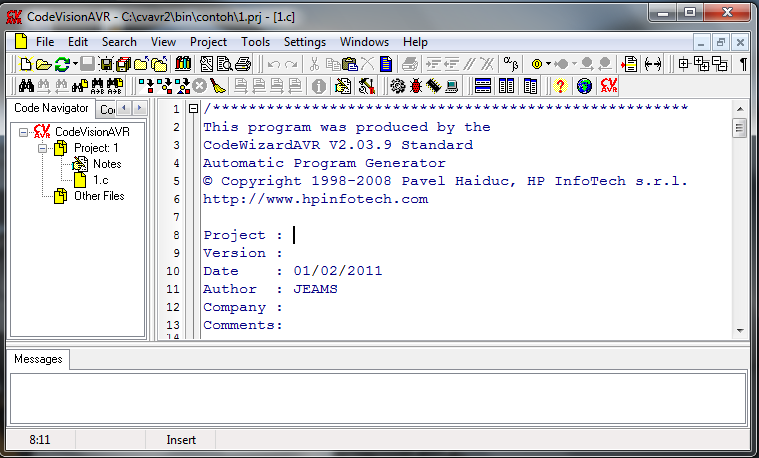 CodeVisionAVR - C:\cvavr2\bin\contoh\1.prj - [1.c]
File Edit Search View Project Tools Settings Windows Help
Code Navigator
CodeVisionAVR
Project: 1
Notes
1.c
Other Files
1 /****************************************************
2 This program was produced by the
3 CodeWizardAVR V2.03.9 Standard
4 Automatic Program Generator
5 © Copyright 1998-2008 Pavel Haiduc, HP InfoTech s.r.l.
6 http://www.hpinfotech.com
7
8 Project :
9 Version :
10 Date : 01/02/2011
11 Author : JEAMS
12 Company :
13 Comments:
14
Messages
8:11 Insert